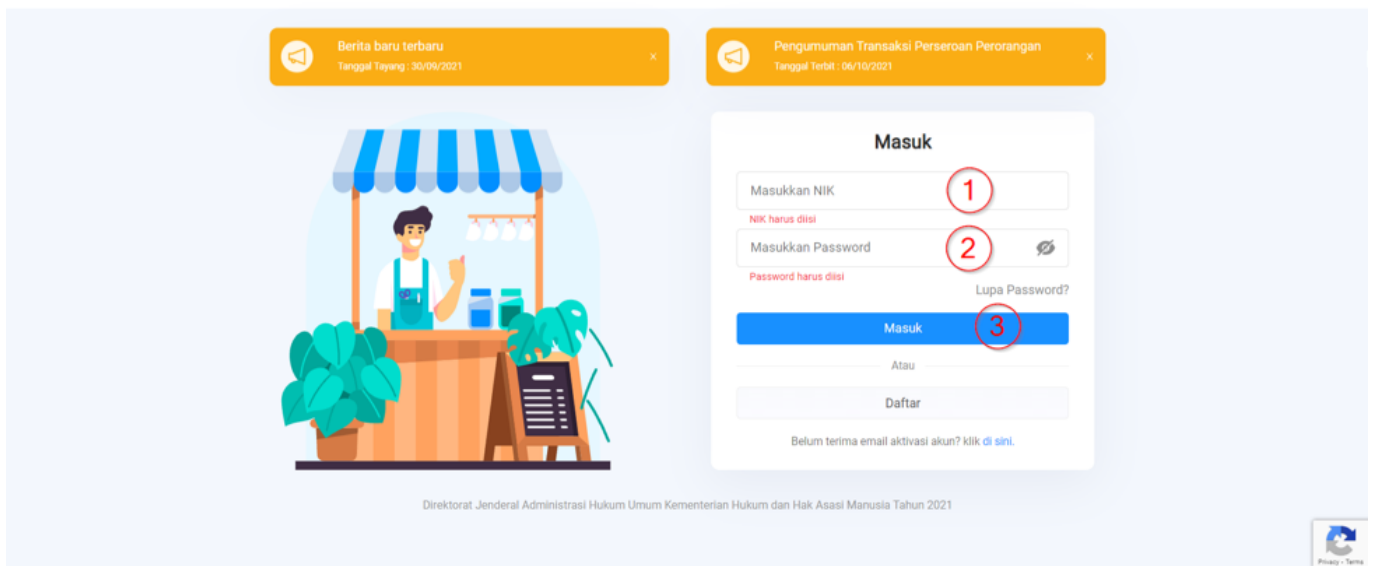 Berita baru terbaru
Tanggal Tayang : 30/09/2021
x
Pengumuman Transaksi Perseroan Perorangan
Tanggal Terbit : 06/10/2021
x
Masuk
Masukkan NIK 1
NIK harus diisi
Masukkan Password 2
Password harus diisi
Lupa Password?
Masuk 3
Atau
Daftar
Belum terima email aktivasi akun? klik di sini.
Direktorat Jenderal Administrasi Hukum Umum Kementerian Hukum dan Hak Asasi Manusia Tahun 2021
Privacy - Terms